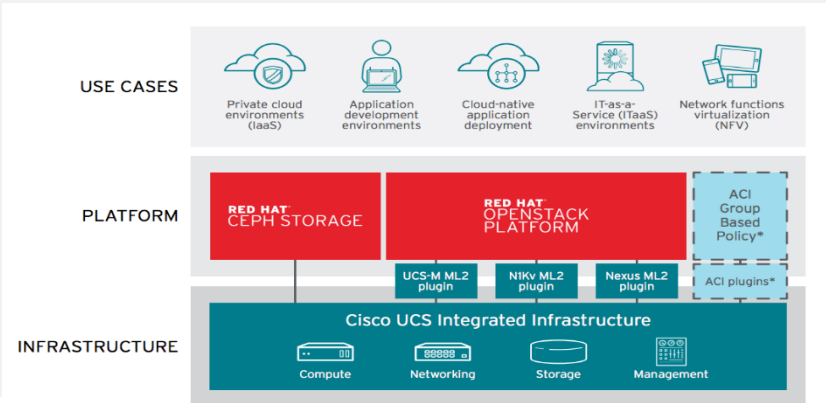 USE CASES
Private cloud
environments
(IaaS)
Application
development
environments
Cloud-native
application
deployment
IT-as-a-
Service (ITaaS)
environments
Network functions
virtualization
(NFV)
PLATFORM
RED HAT
CEPH STORAGE
RED HAT
OPENSTACK
PLATFORM
ACI
Group
Based
Policy*
UCS-M ML2
plugin
N1Kv ML2
plugin
Nexus ML2
plugin
ACI plugins*
INFRASTRUCTURE
Cisco UCS Integrated Infrastructure
Compute
Networking
Storage
Management